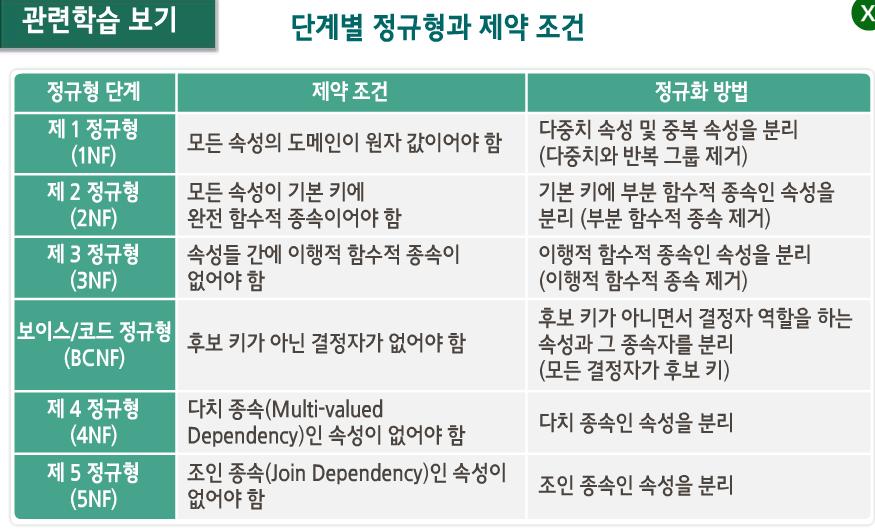 관련학습 보기
단계별 정규형과 제약 조건
X
정규형 단계
제약 조건
정규화 방법
제 1 정규형
(1NF)
모든 속성의 도메인이 원자 값이어야 함
다중치 속성 및 중복 속성을 분리
(다중치와 반복 그룹 제거)
제 2 정규형
(2NF)
모든 속성이 기본 키에
완전 함수적 종속이어야 함
기본 키에 부분 함수적 종속인 속성을
분리 (부분 함수적 종속 제거)
제 3 정규형
(3NF)
속성들 간에 이행적 함수적 종속이
없어야 함
이행적 함수적 종속인 속성을 분리
(이행적 함수적 종속 제거)
보이스/코드 정규형
(BCNF)
후보 키가 아닌 결정자가 없어야 함
후보 키가 아니면서 결정자 역할을 하는
속성과 그 종속자를 분리
(모든 결정자가 후보 키)
제 4 정규형
(4NF)
다치 종속(Multi-valued
Dependency)인 속성이 없어야 함
다치 종속인 속성을 분리
제 5 정규형
(5NF)
조인 종속(Join Dependency)인 속성이
없어야 함
조인 종속인 속성을 분리